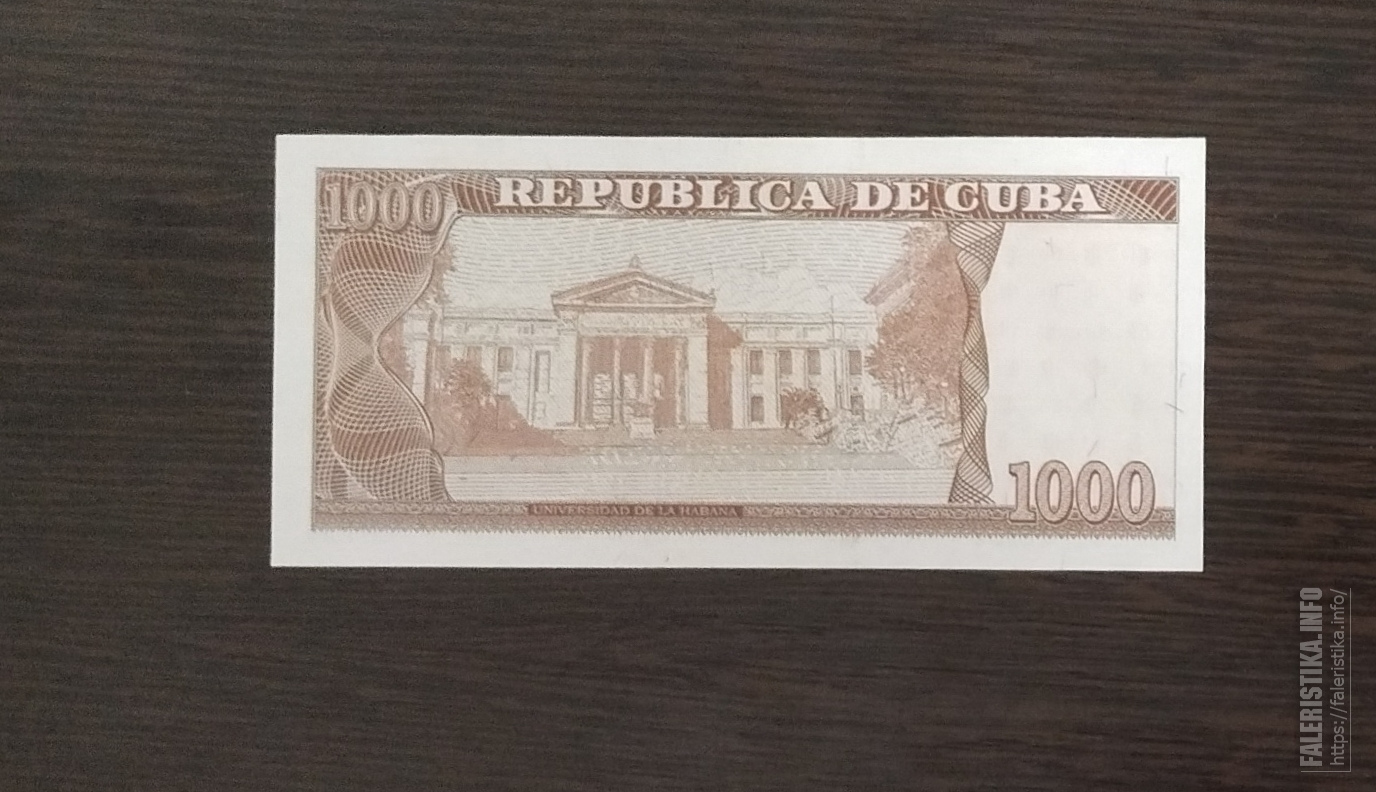 1000
REPUBLICA DE CUBA
UNIVERSIDAD DE LA HABANA
1000
FALERISTIKA.INFO
https://faleristika.info/